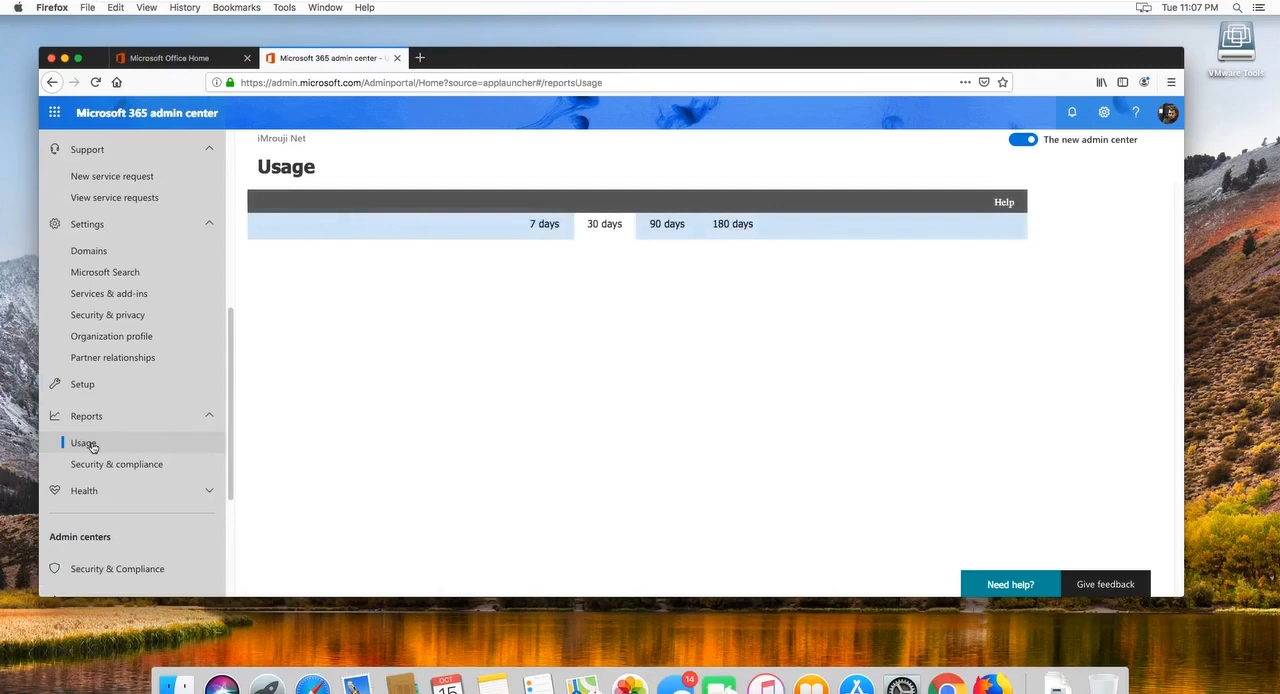 Firefox File Edit View History Bookmarks Tools Window Help Tue 11:07 PM
VMware Tools
Microsoft Office Home
Microsoft 365 admin center - U
https://admin.microsoft.com/Adminportal/Home?source=applauncher#/reportsUsage
Microsoft 365 admin center
?
iMrouji Net
The new admin center
Usage
Help
7 days 30 days 90 days 180 days
Support
New service request
View service requests
Settings
Domains
Microsoft Search
Services & add-ins
Security & privacy
Organization profile
Partner relationships
Setup
Reports
Usage
Security & compliance
Health
Admin centers
Security & Compliance
Need help?
Give feedback
OCT
15
14